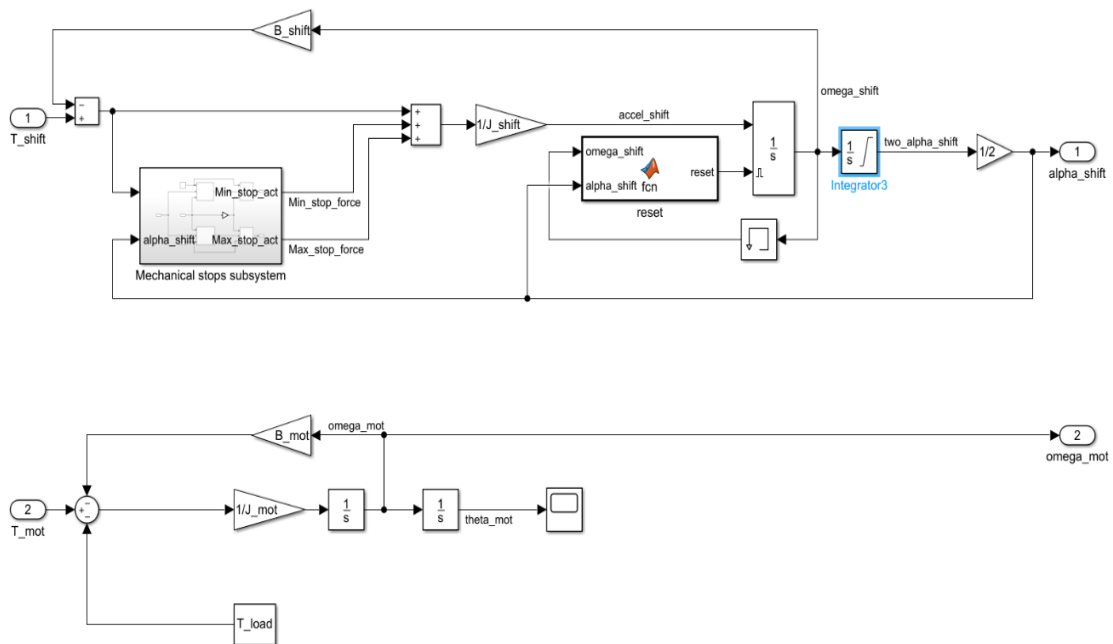 B_shift
−
+
1
T_shift
+
+
+
1/J_shift
accel_shift
omega_shift
alpha_shift
fcn
reset
reset
1
s
omega_shift
1
s
Integrator3
two_alpha_shift
1/2
1
alpha_shift
Min_stop_act
Min_stop_force
alpha_shift
Max_stop_act
Max_stop_force
Mechanical stops subsystem
B_mot
omega_mot
2
omega_mot
2
T_mot
−
+
−
1/J_mot
1
s
1
s
theta_mot
T_load